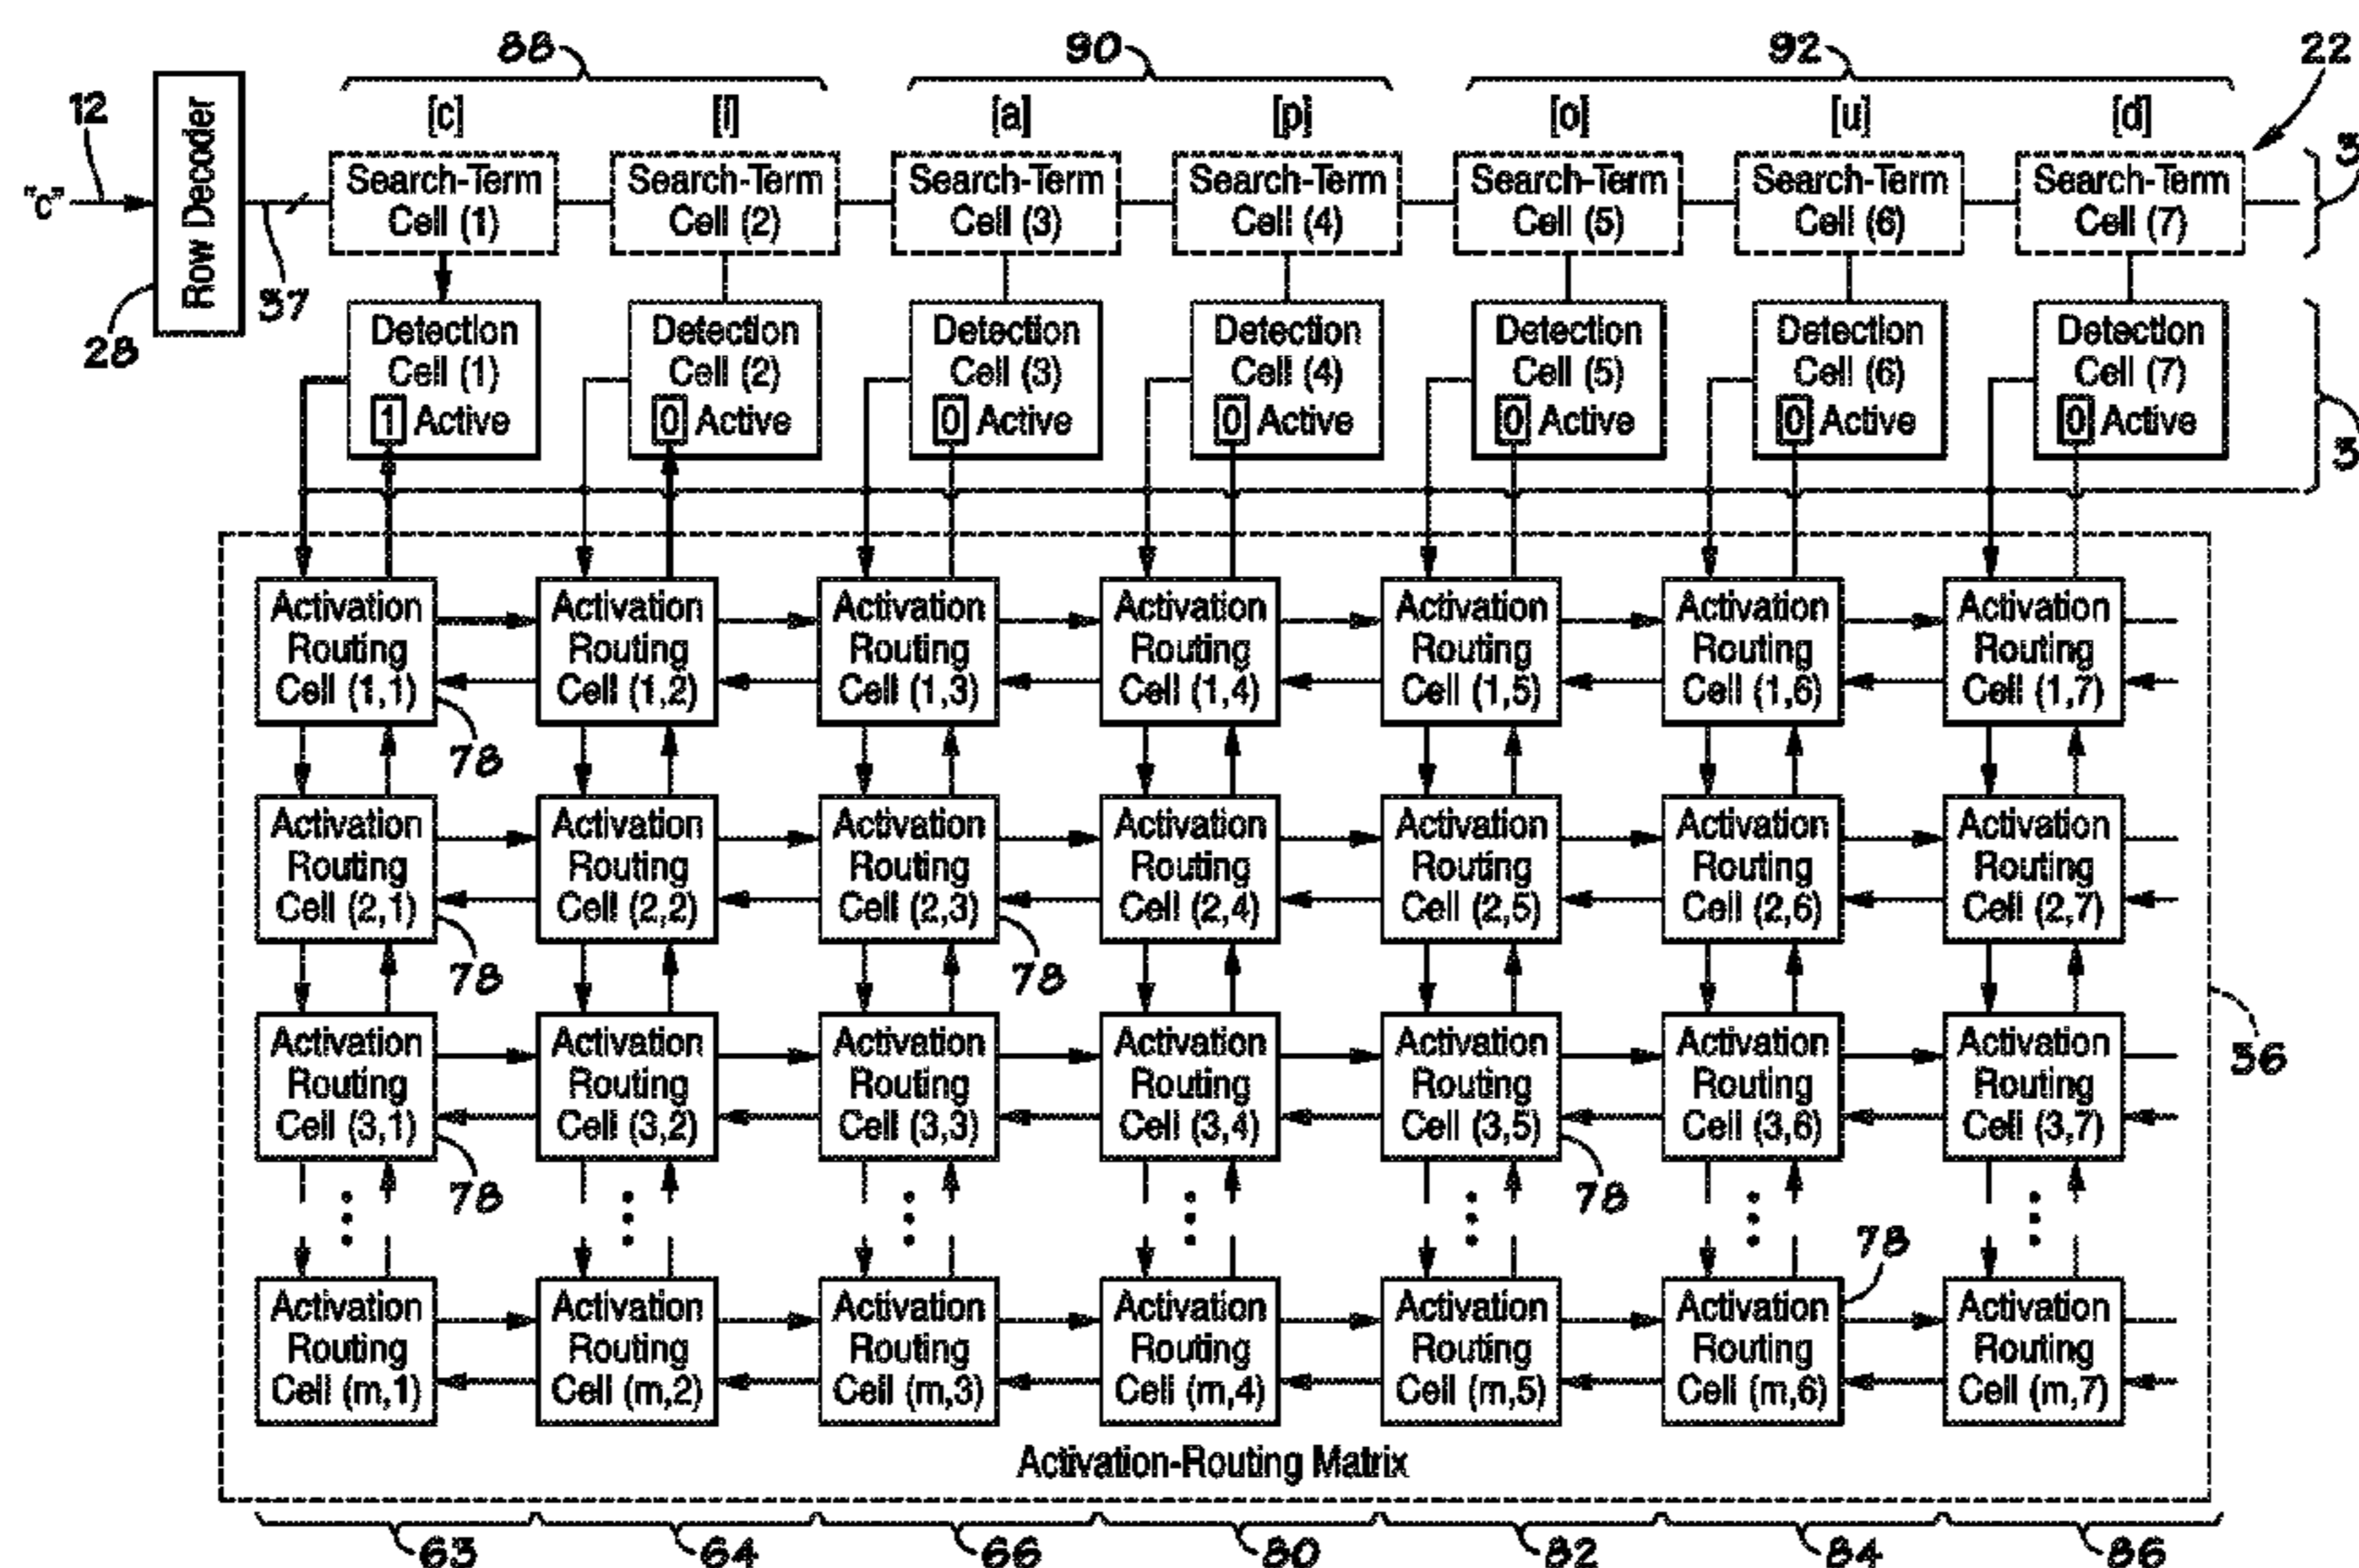 88 90 92 22
12 [c] [l] [a] [p] [o] [u] [d]
"c"
Row Decoder
Search-Term Cell (1)
Search-Term Cell (2)
Search-Term Cell (3)
Search-Term Cell (4)
Search-Term Cell (5)
Search-Term Cell (6)
Search-Term Cell (7)
37
28
Detection Cell (1) 1 Active
Detection Cell (2) 0 Active
Detection Cell (3) 0 Active
Detection Cell (4) 0 Active
Detection Cell (5) 0 Active
Detection Cell (6) 0 Active
Detection Cell (7) 0 Active
Activation Routing Cell (1,1)
Activation Routing Cell (1,2)
Activation Routing Cell (1,3)
Activation Routing Cell (1,4)
Activation Routing Cell (1,5)
Activation Routing Cell (1,6)
Activation Routing Cell (1,7)
78
Activation Routing Cell (2,1)
Activation Routing Cell (2,2)
Activation Routing Cell (2,3)
Activation Routing Cell (2,4)
Activation Routing Cell (2,5)
Activation Routing Cell (2,6)
Activation Routing Cell (2,7)
78 78
Activation Routing Cell (3,1)
Activation Routing Cell (3,2)
Activation Routing Cell (3,3)
Activation Routing Cell (3,4)
Activation Routing Cell (3,5)
Activation Routing Cell (3,6)
Activation Routing Cell (3,7)
36
78 78 78
Activation Routing Cell (m,1)
Activation Routing Cell (m,2)
Activation Routing Cell (m,3)
Activation Routing Cell (m,4)
Activation Routing Cell (m,5)
Activation Routing Cell (m,6)
Activation Routing Cell (m,7)
Activation-Routing Matrix
63 64 66 80 82 84 86